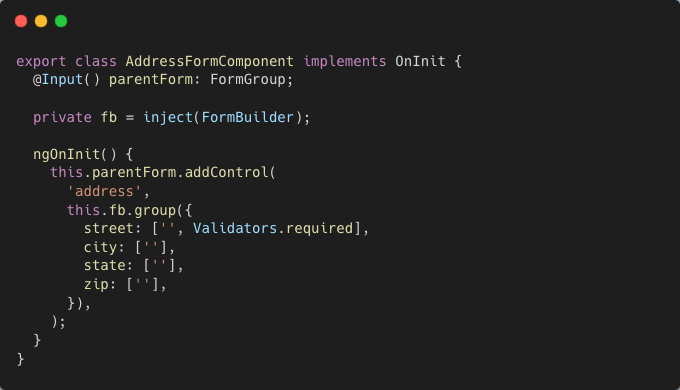 export class AddressFormComponent implements OnInit {
  @Input() parentForm: FormGroup;

  private fb = inject(FormBuilder);

  ngOnInit() {
    this.parentForm.addControl(
      'address',
      this.fb.group({
        street: ['', Validators.required],
        city: [''],
        state: [''],
        zip: [''],
      }),
    );
  }
}